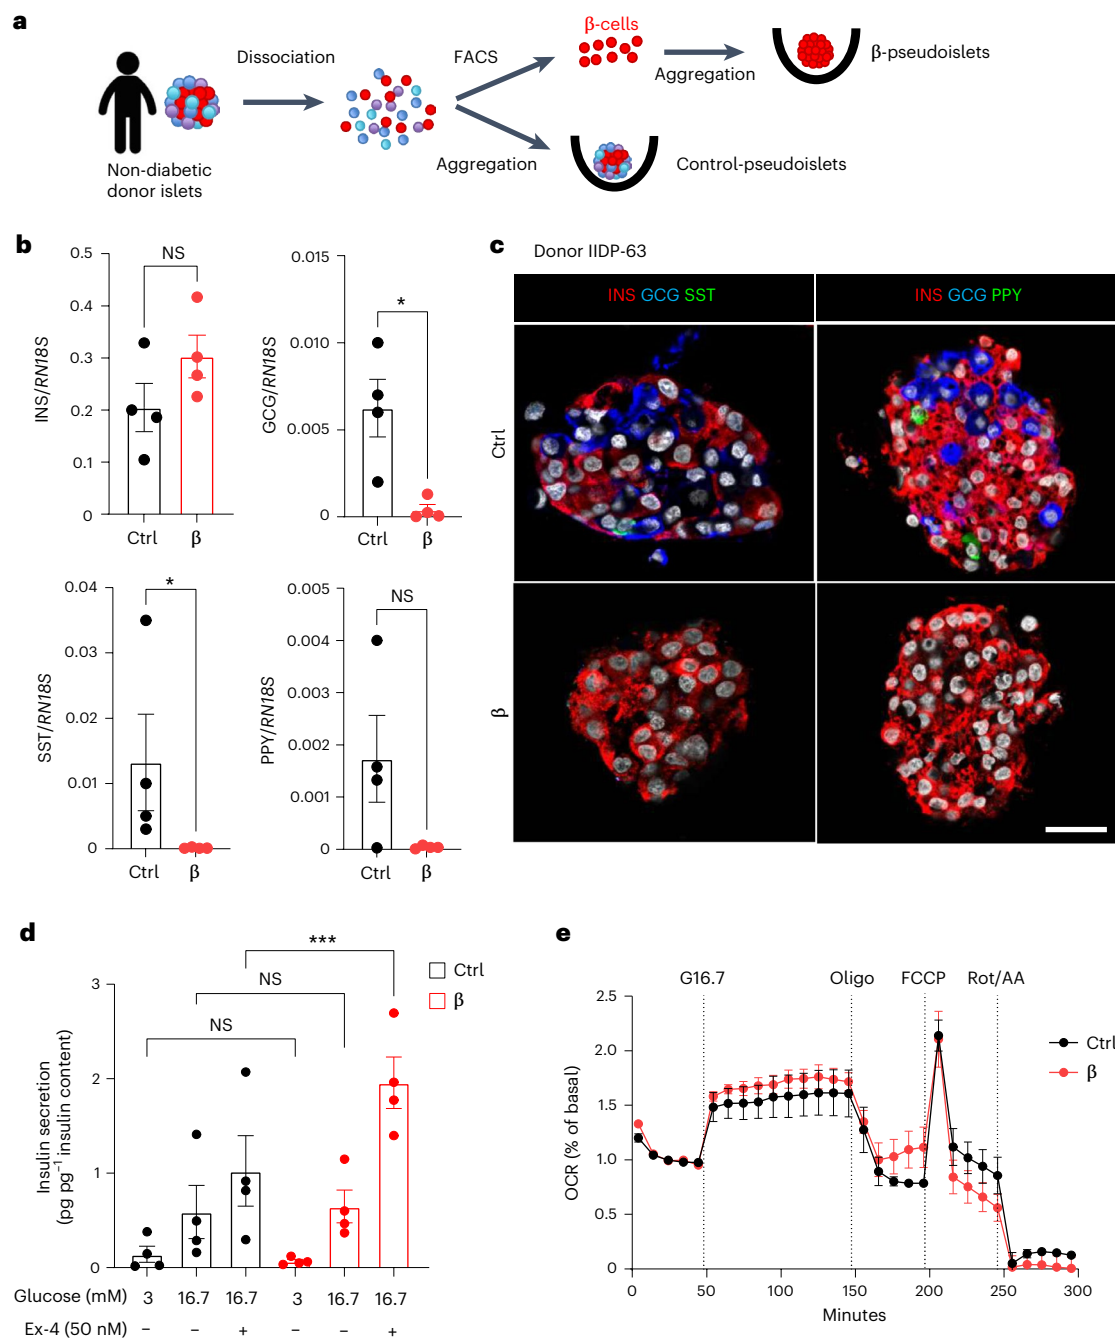 a
Non-diabetic
donor islets
Dissociation
FACS
Aggregation
β-cells
Aggregation
β-pseudoislets
Control-pseudoislets
b
INS/RN18S
0.5
0.4
0.3
0.2
0.1
0
NS
Ctrl
β
GCG/RN18S
0.015
0.010
0.005
0
*
Ctrl
β
SST/RN18S
0.04
0.03
0.02
0.01
0
*
Ctrl
β
PPY/RN18S
0.005
0.004
0.003
0.002
0.001
0
NS
Ctrl
β
c
Donor IIDP-63
INS GCG SST
INS GCG PPY
Ctrl
β
d
Insulin secretion
(pg pg⁻¹ insulin content)
3
2
1
0
***
NS
NS
Ctrl
β
Glucose (mM) 3 16.7 16.7 3 16.7 16.7
Ex-4 (50 nM) – – + – – +
e
OCR (% of basal)
2.5
2.0
1.5
1.0
0.5
0
G16.7
Oligo
FCCP
Rot/AA
Ctrl
β
0 50 100 150 200 250 300
Minutes